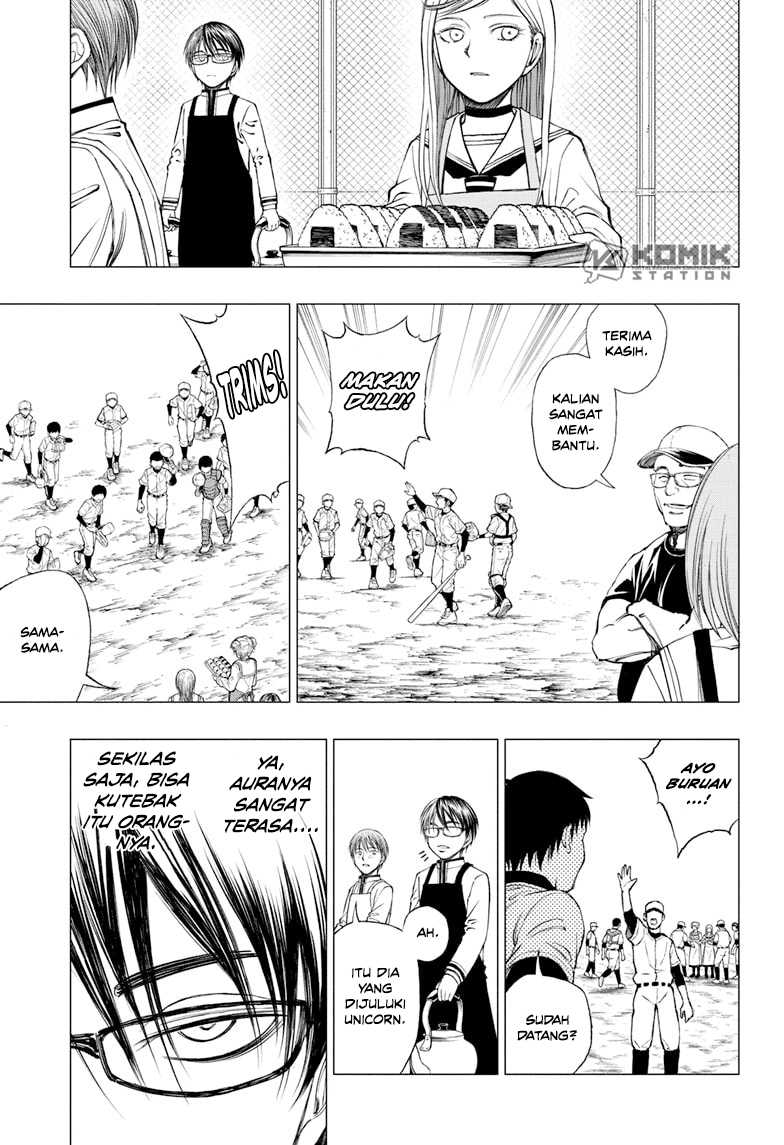 KOMIK
STATION
TERIMA
KASIH.
KALIAN
SANGAT
MEM-
BANTU.
MAKAN
DULU!
TRIMS!
SAMA-
SAMA.
AYO
BURUAN
....!
SUDAH
DATANG?
AH.
ITU DIA
YANG
DIJULUKI
UNICORN.
YA,
AURANYA
SANGAT
TERASA....
SEKILAS
SAJA, BISA
KUTEBAK
ITU ORANG-
NYA.